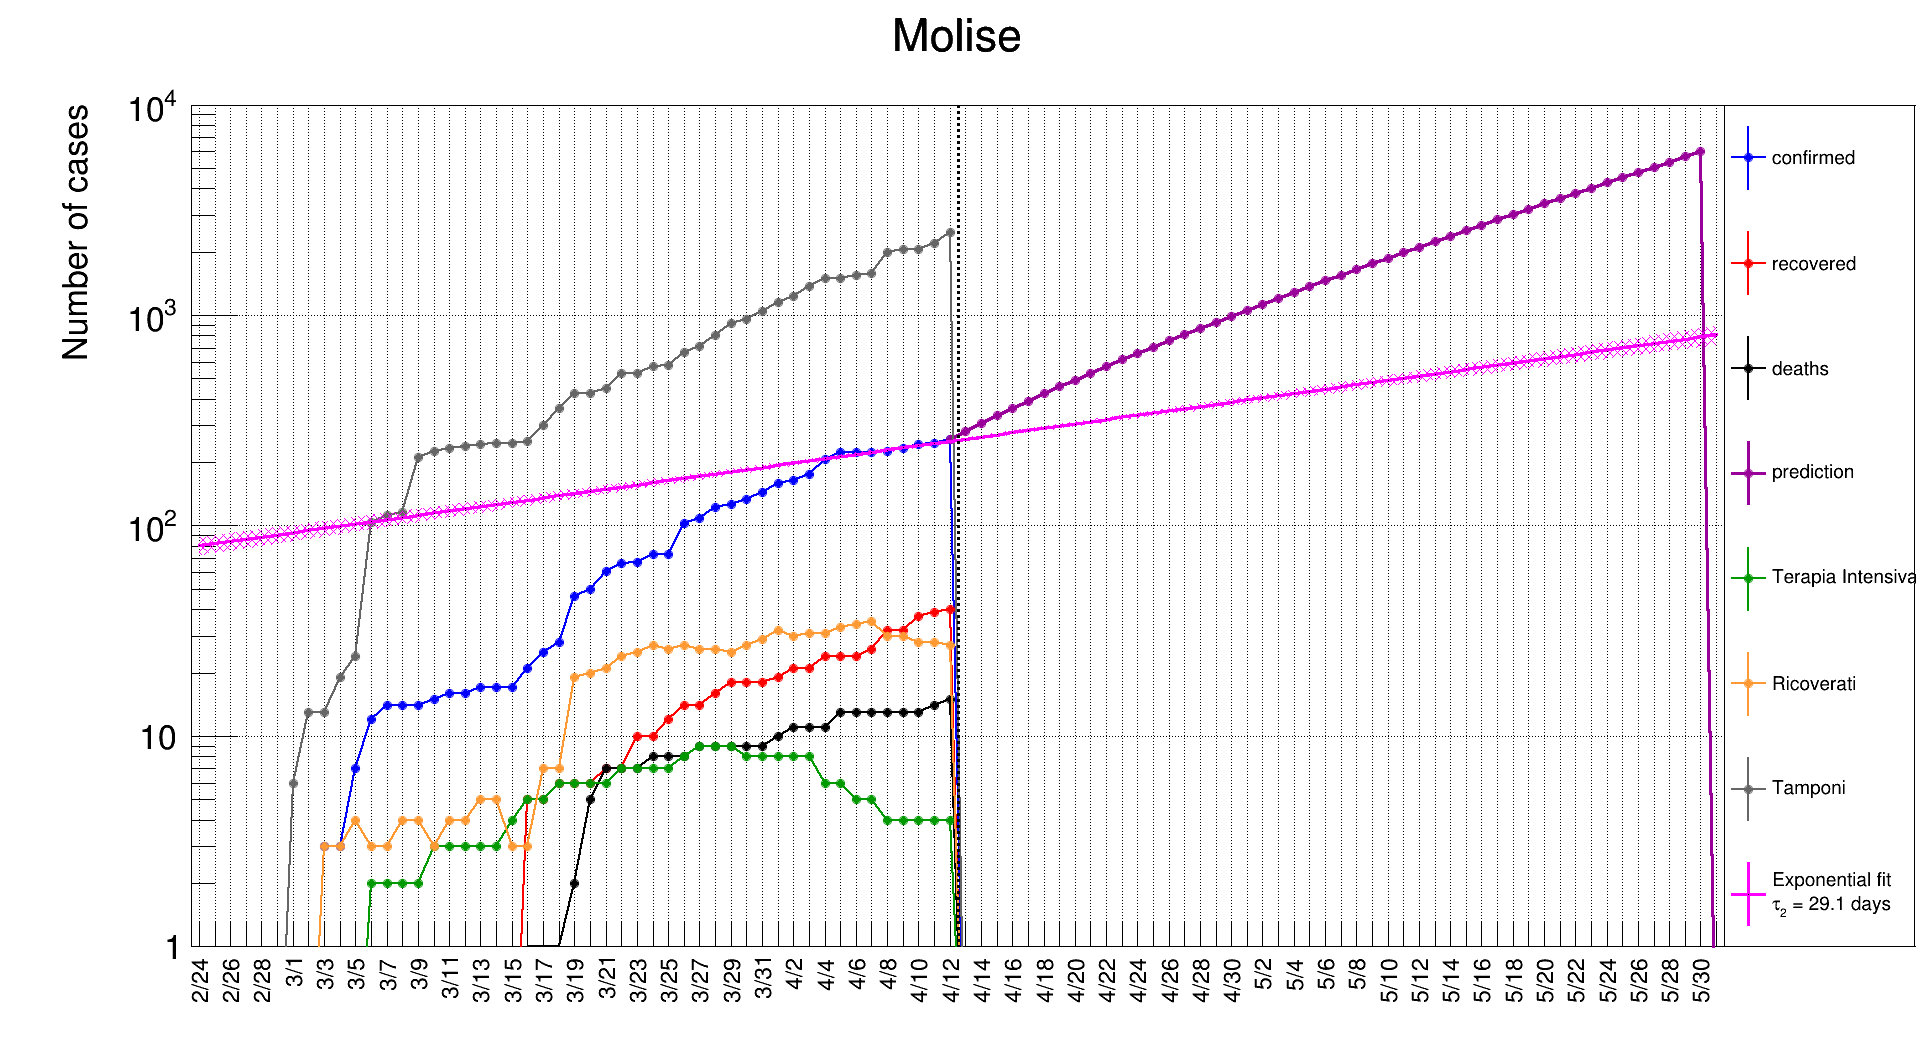 Molise
Number of cases
10^4
10^3
10^2
10
1
2/24 2/26 2/28 3/1 3/3 3/5 3/7 3/9 3/11 3/13 3/15 3/17 3/19 3/21 3/23 3/25 3/27 3/29 3/31 4/2 4/4 4/6 4/8 4/10 4/12 4/14 4/16 4/18 4/20 4/22 4/24 4/26 4/28 4/30 5/2 5/4 5/6 5/8 5/10 5/12 5/14 5/16 5/18 5/20 5/22 5/24 5/26 5/28 5/30
confirmed
recovered
deaths
prediction
Terapia Intensiva
Ricoverati
Tamponi
Exponential fit
τ_2 = 29.1 days